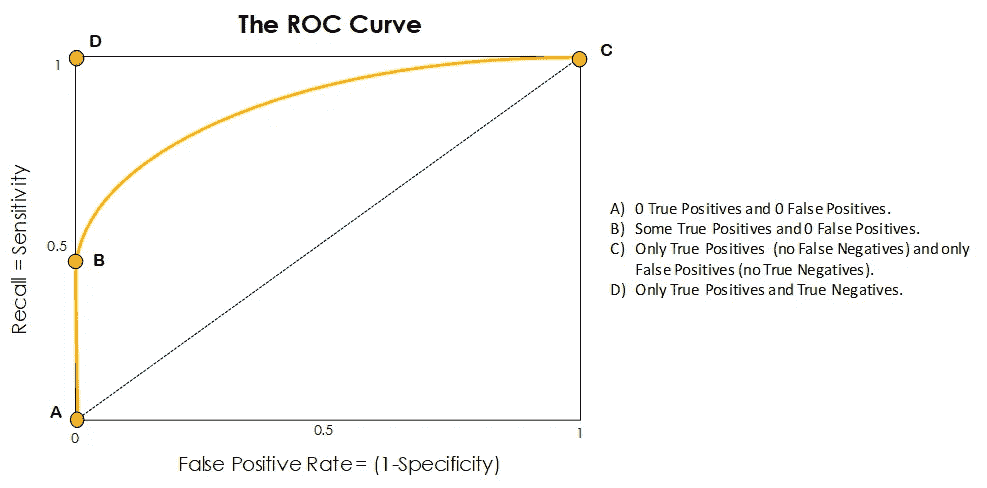 The ROC Curve
D
C
1
Recall = Sensitivity
0.5
B
A
0
0.5
1
False Positive Rate = (1-Specificity)
A) 0 True Positives and 0 False Positives.
B) Some True Positives and 0 False Positives.
C) Only True Positives (no False Negatives) and only
False Positives (no True Negatives).
D) Only True Positives and True Negatives.